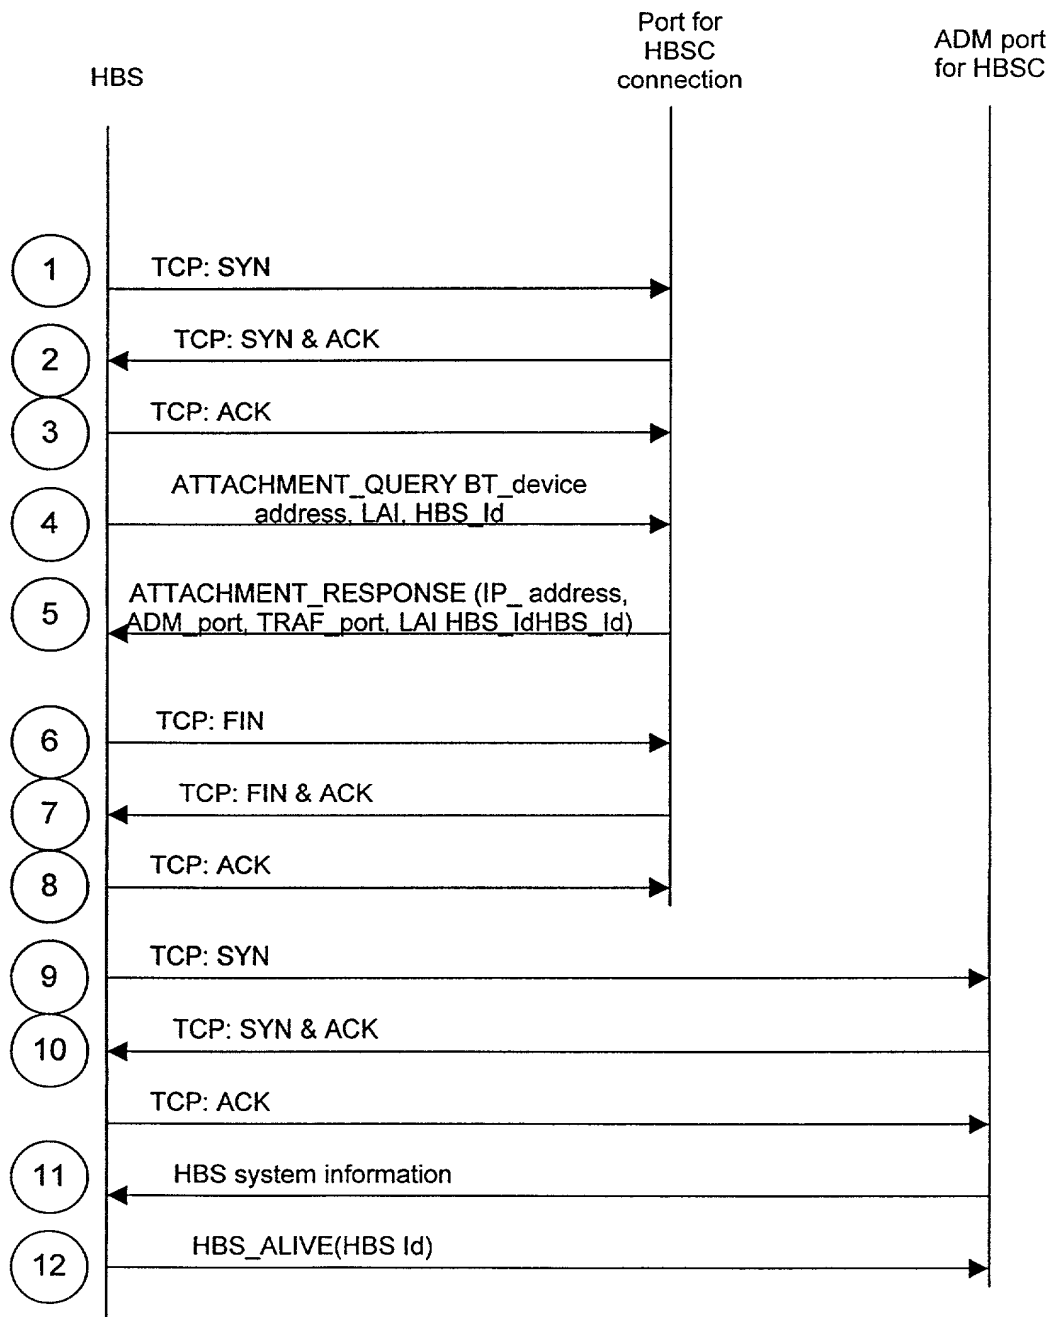 Port for
HBSC
connection
ADM port
for HBSC
HBS
1
TCP: SYN
2
TCP: SYN & ACK
3
TCP: ACK
4
ATTACHMENT_QUERY BT_device
address, LAI, HBS_Id
5
ATTACHMENT_RESPONSE (IP_ address,
ADM_port, TRAF_port, LAI HBS_IdHBS_Id)
6
TCP: FIN
7
TCP: FIN & ACK
8
TCP: ACK
9
TCP: SYN
10
TCP: SYN & ACK
TCP: ACK
11
HBS system information
12
HBS_ALIVE(HBS Id)